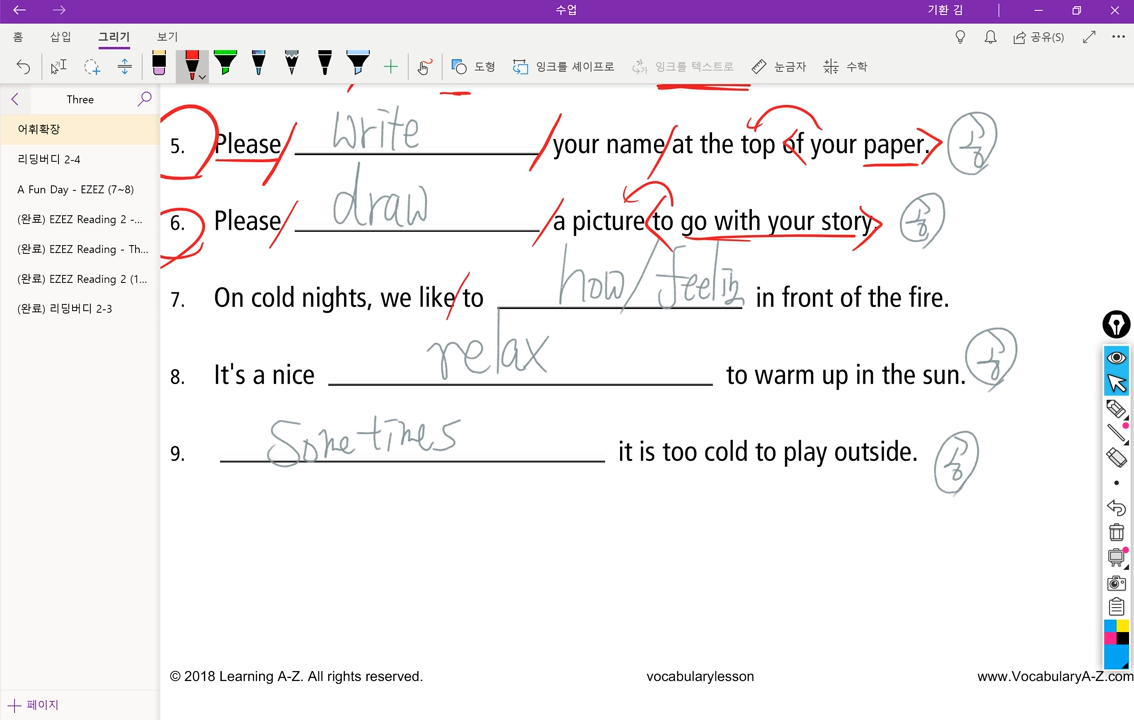 수업
기환 김
홈 삽입 그리기 보기
공유(S)
도형 잉크를 셰이프로 잉크를 텍스트로 눈금자 수학
Three
어휘확장
리딩버디 2-4
A Fun Day - EZEZ (7~8)
(완료) EZEZ Reading 2 -...
(완료) EZEZ Reading - Th...
(완료) EZEZ Reading 2 (1...
(완료) 리딩버디 2-3
페이지
5. Please write your name at the top of your paper.
6. Please draw a picture to go with your story.
7. On cold nights, we like to how/ in front of the fire.
8. It's a nice relax to warm up in the sun.
9. Sometimes it is too cold to play outside.
© 2018 Learning A-Z. All rights reserved. vocabularylesson www.VocabularyA-Z.com